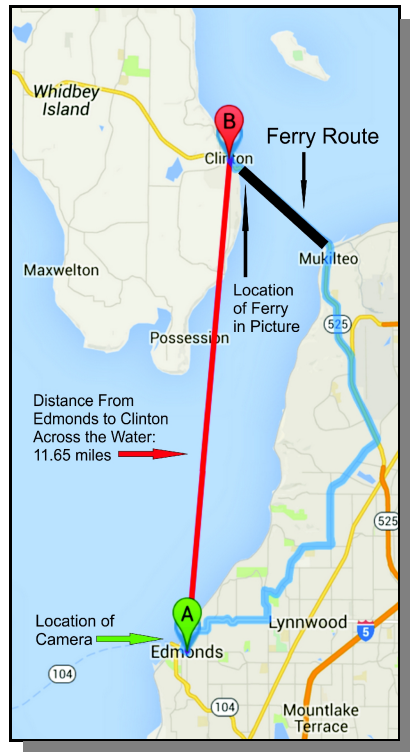 Whidbey
Island
B
Ferry Route
Clinton
Mukilteo
Maxwelton
Location
of Ferry
in Picture
525
Possession
Distance From
Edmonds to Clinton
Across the Water:
11.65 miles
525
A
Location of
Camera
Lynnwood
5
Edmonds
104
104
Mountlake
Terrace